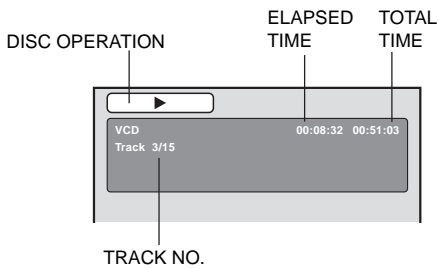 ELAPSED TIME
TOTAL TIME
DISC OPERATION
VCD 00:08:32 00:51:03
Track 3/15
TRACK NO.